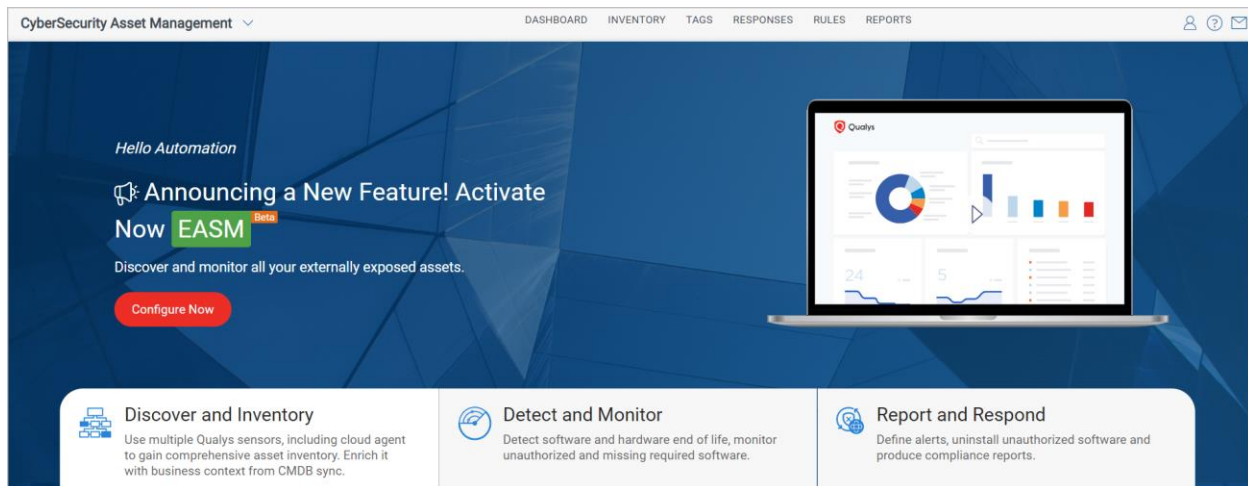 CyberSecurity Asset Management
DASHBOARD INVENTORY TAGS RESPONSES RULES REPORTS
Hello Automation
Announcing a New Feature! Activate
Now EASM Beta
Discover and monitor all your externally exposed assets.
Configure Now
Qualys
24
5
Discover and Inventory
Use multiple Qualys sensors, including cloud agent
to gain comprehensive asset inventory. Enrich it
with business context from CMDB sync.
Detect and Monitor
Detect software and hardware end of life, monitor
unauthorized and missing required software.
Report and Respond
Define alerts, uninstall unauthorized software and
produce compliance reports.